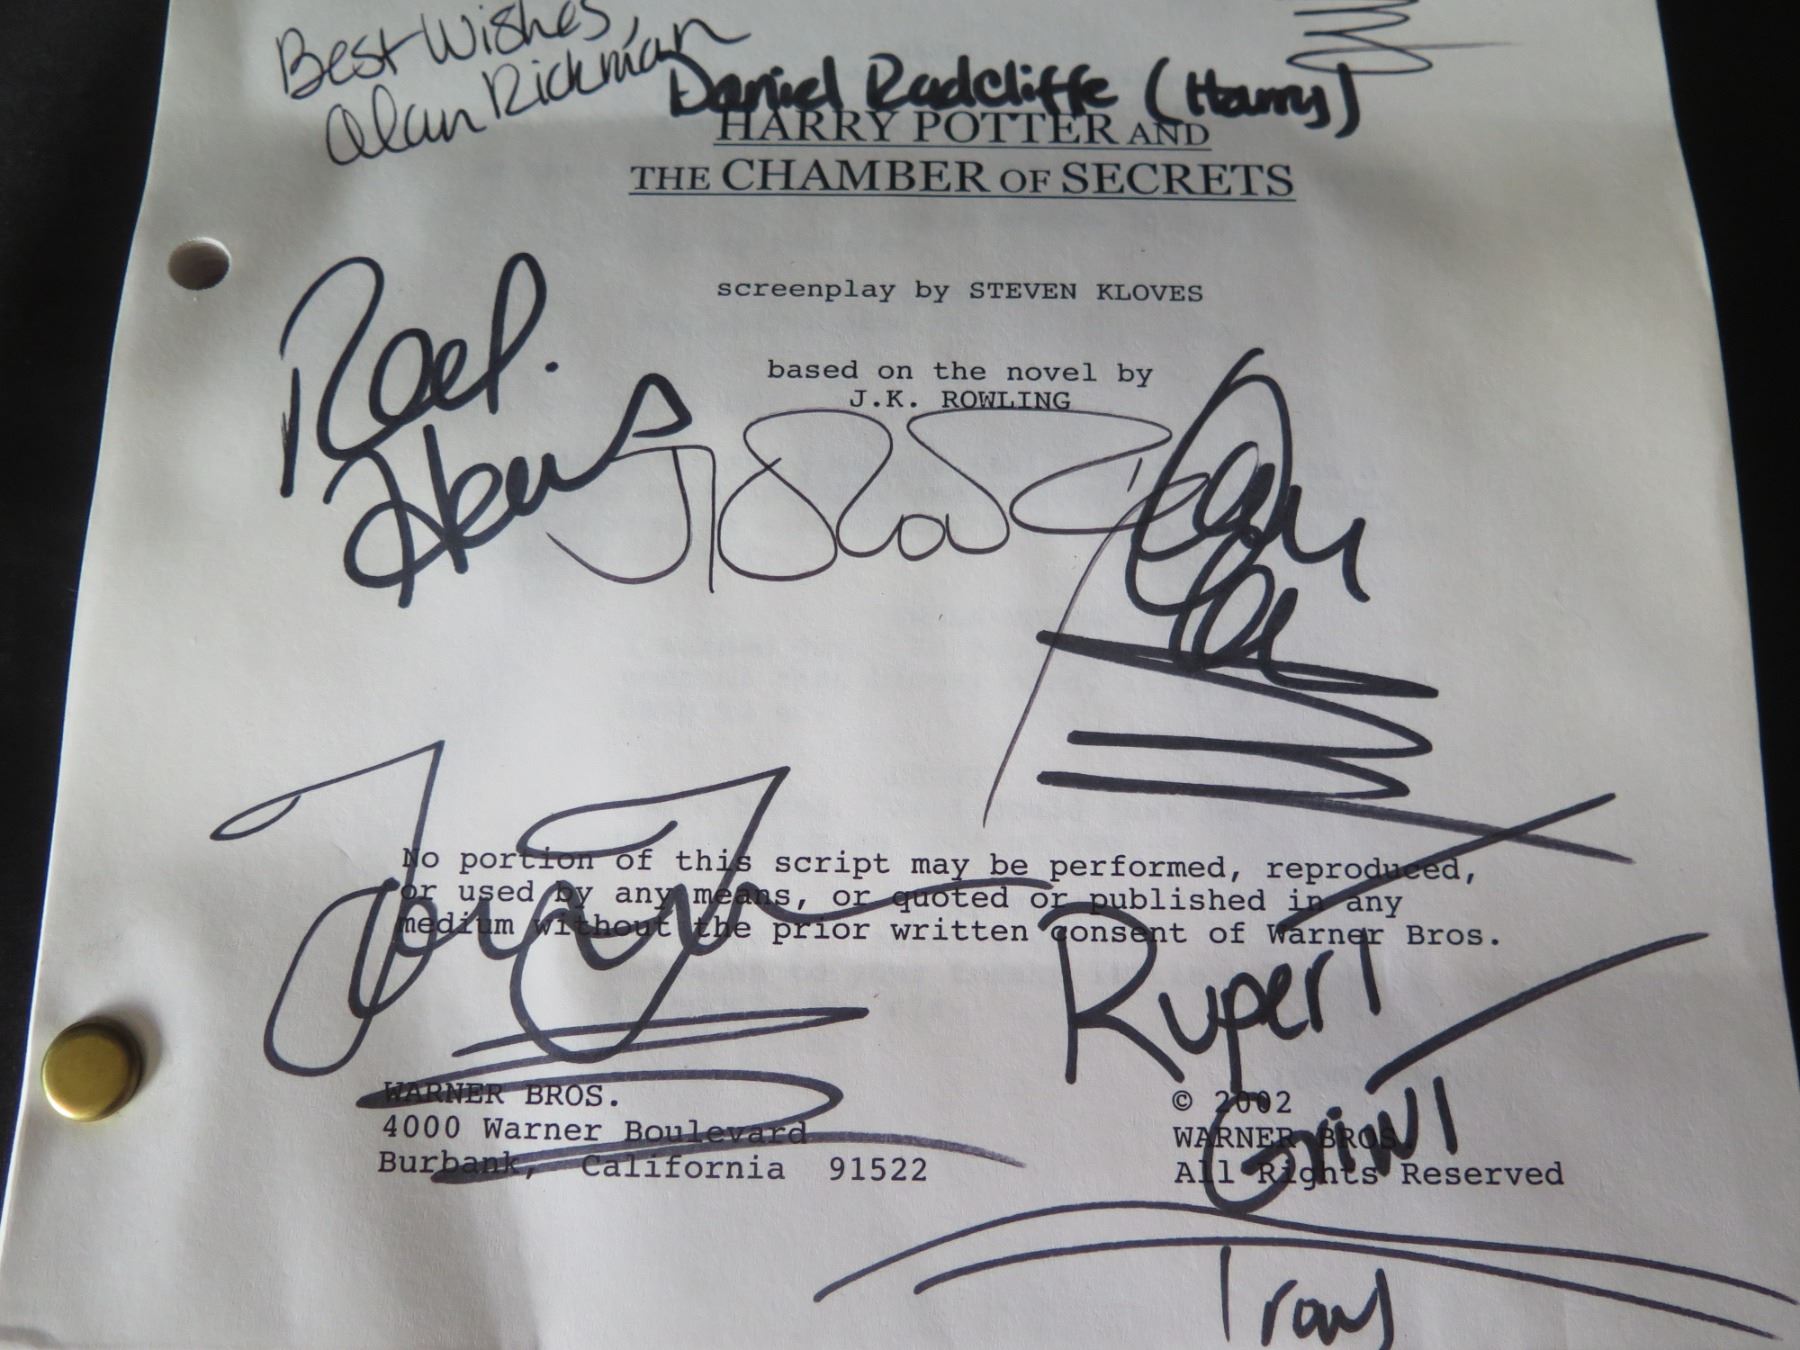 Best Wishes,
Alan Rickman
Daniel Radcliffe (Harry)
HARRY POTTER AND
THE CHAMBER OF SECRETS
screenplay by STEVEN KLOVES
based on the novel by
J.K. ROWLING
No portion of this script may be performed, reproduced,
or used by any means, or quoted or published in any
medium without the prior written consent of Warner Bros.
Rupert
Grint
WARNER BROS.
4000 Warner Boulevard
Burbank, California 91522
© 2002
WARNER BROS.
All Rights Reserved